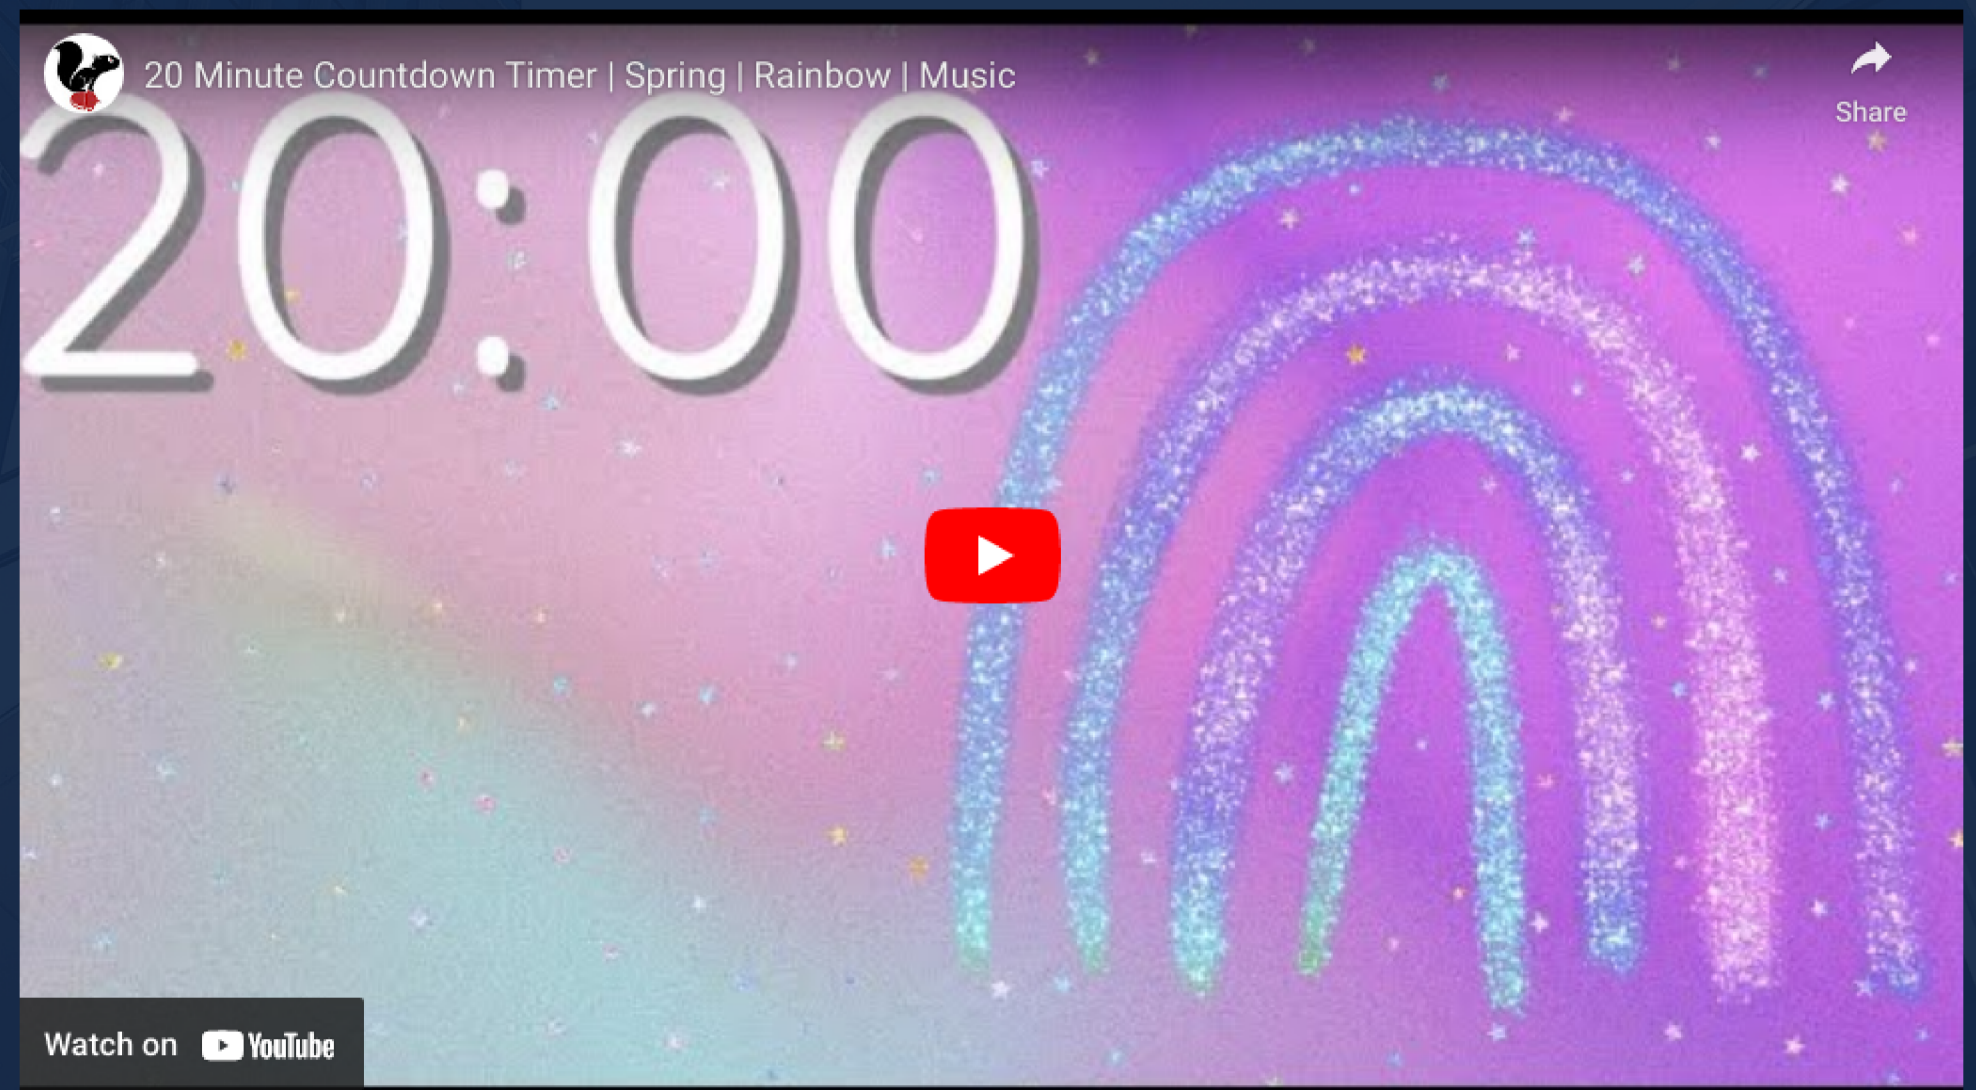 20 Minute Countdown Timer | Spring | Rainbow | Music
Share
20:00
Watch on YouTube